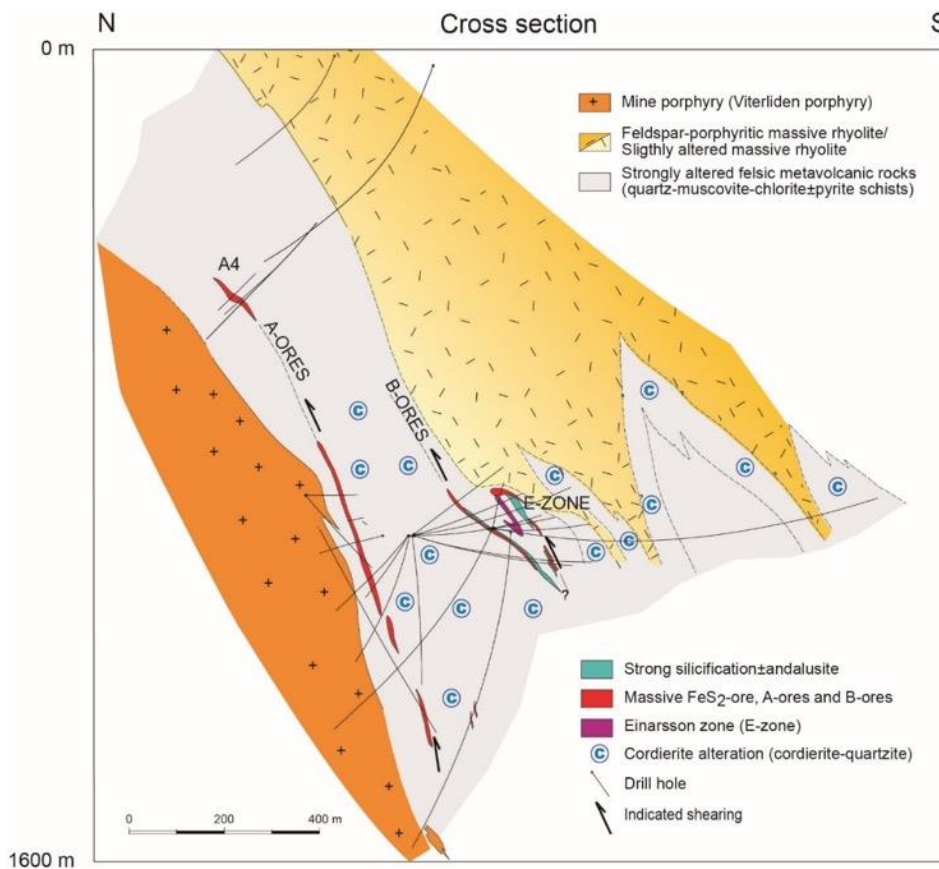 N
Cross section
S
0 m
Mine porphyry (Viterliden porphyry)
Feldspar-porphyritic massive rhyolite/
Sligthly altered massive rhyolite
Strongly altered felsic metavolcanic rocks
(quartz-muscovite-chlorite±pyrite schists)
A4
A-ORES
B-ORES
C
C
C
C
C
C
C
E-ZONE
C
C
C
C
?
C
C
C
C
Strong silicification±andalusite
Massive FeS2-ore, A-ores and B-ores
Einarsson zone (E-zone)
C Cordierite alteration (cordierite-quartzite)
Drill hole
Indicated shearing
0 200 400 m
1600 m